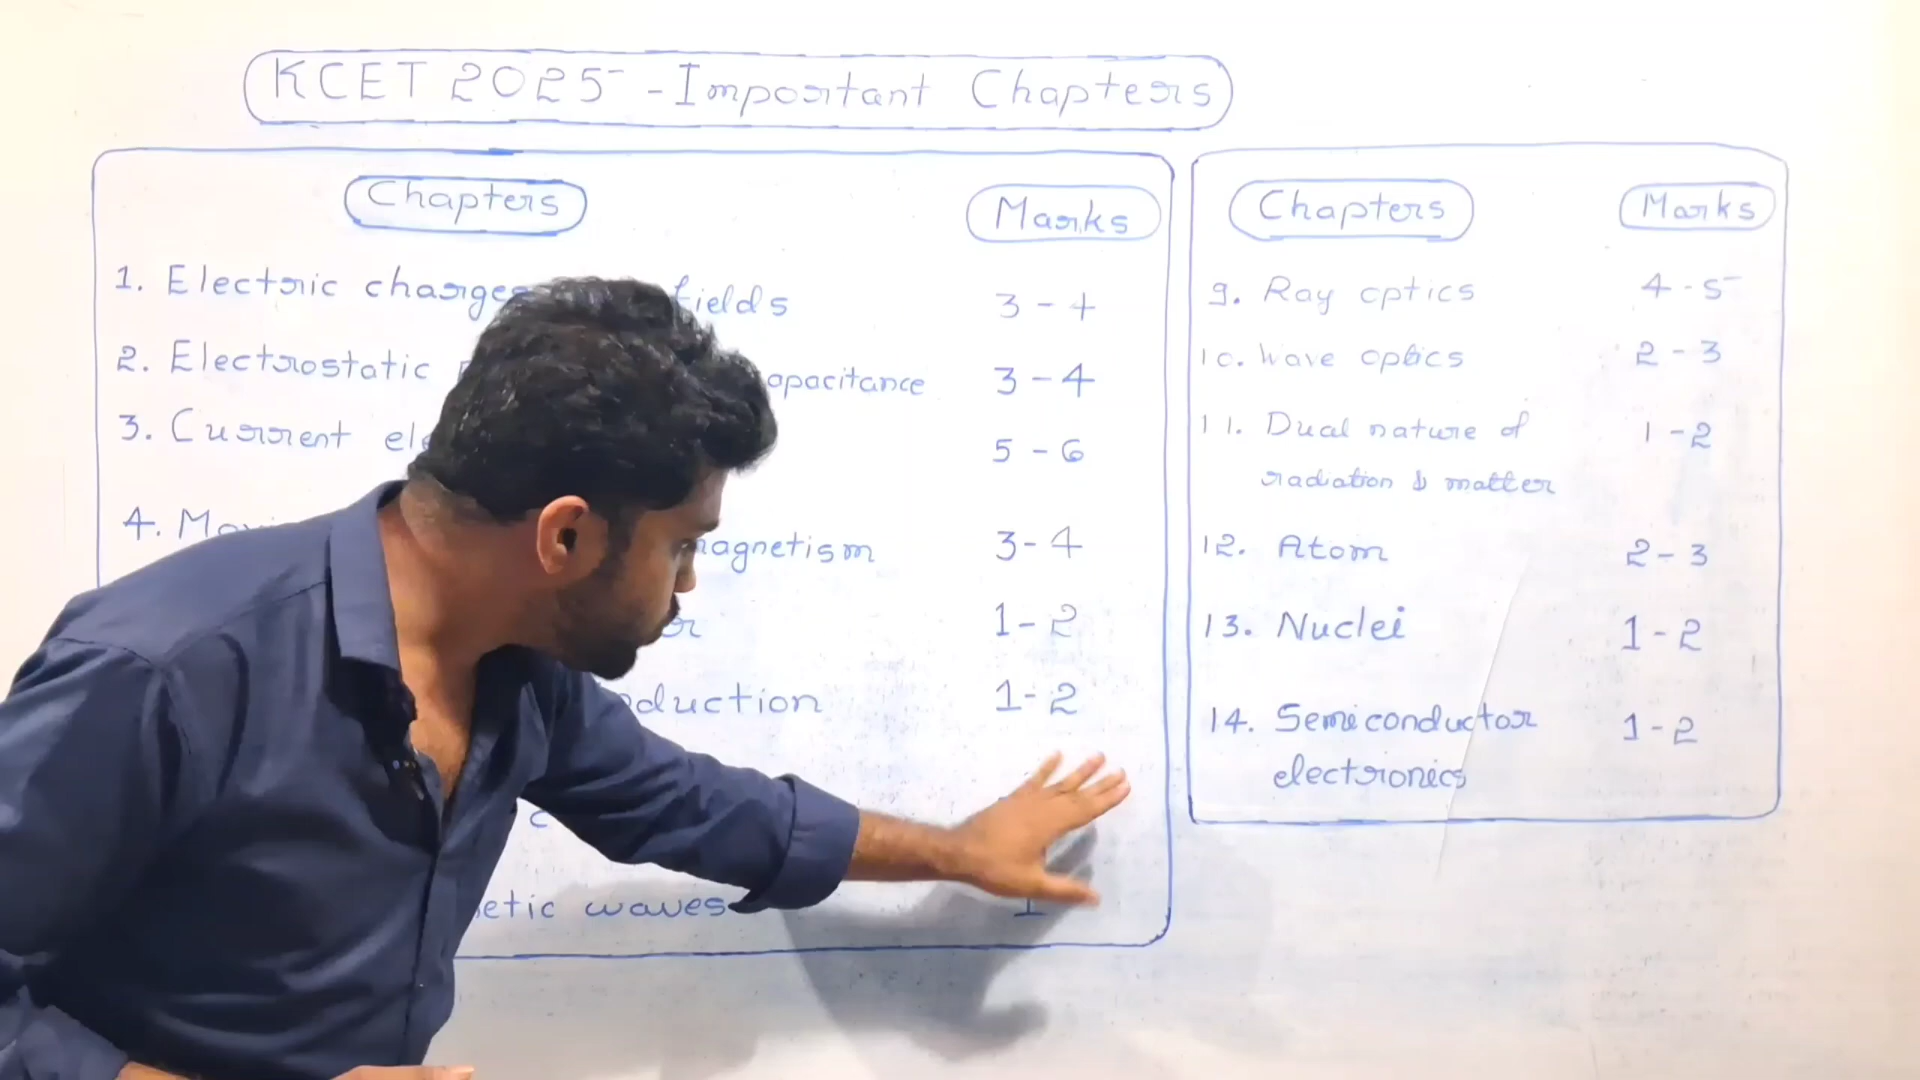 KCET 2025 - Important Chapters
Chapters Marks
1. Electric charges fields 3 - 4
2. Electrostatic apacitance 3 - 4
3. Current ele 5 - 6
4. Mov magnetism 3 - 4
1 - 2
duction 1 - 2
c
netic waves 1
Chapters Marks
9. Ray optics 4 - 5
10. Wave optics 2 - 3
11. Dual nature of 1 - 2
radiation & matter
12. Atom 2 - 3
13. Nuclei 1 - 2
14. Semiconductor 1 - 2
electronics